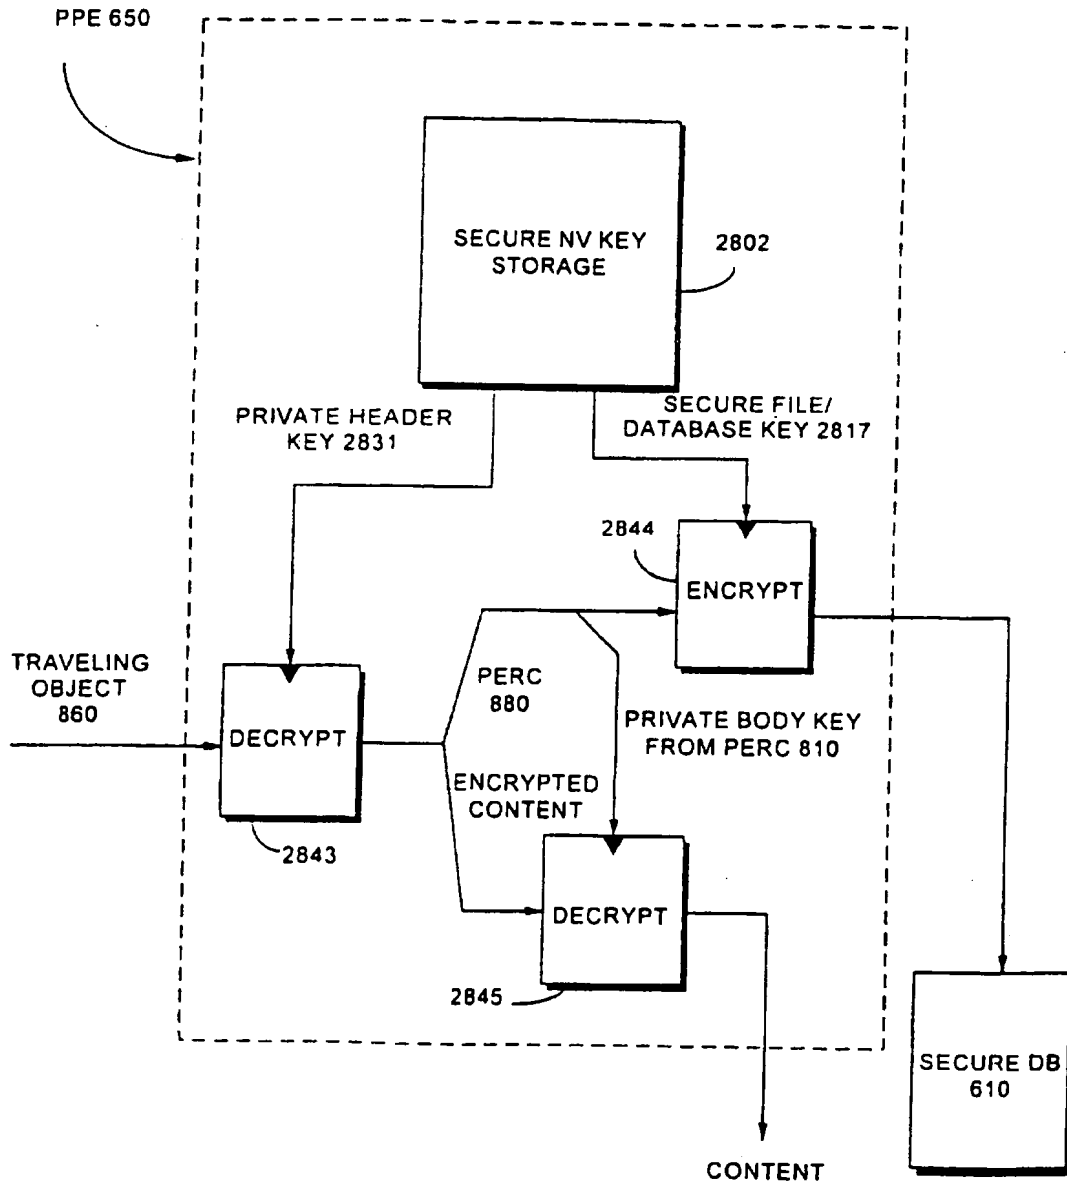 PPE 650
SECURE NV KEY
STORAGE
2802
PRIVATE HEADER
KEY 2831
SECURE FILE/
DATABASE KEY 2817
2844
ENCRYPT
TRAVELING
OBJECT
860
DECRYPT
PERC
880
PRIVATE BODY KEY
FROM PERC 810
ENCRYPTED
CONTENT
2843
DECRYPT
2845
SECURE DB
610
CONTENT